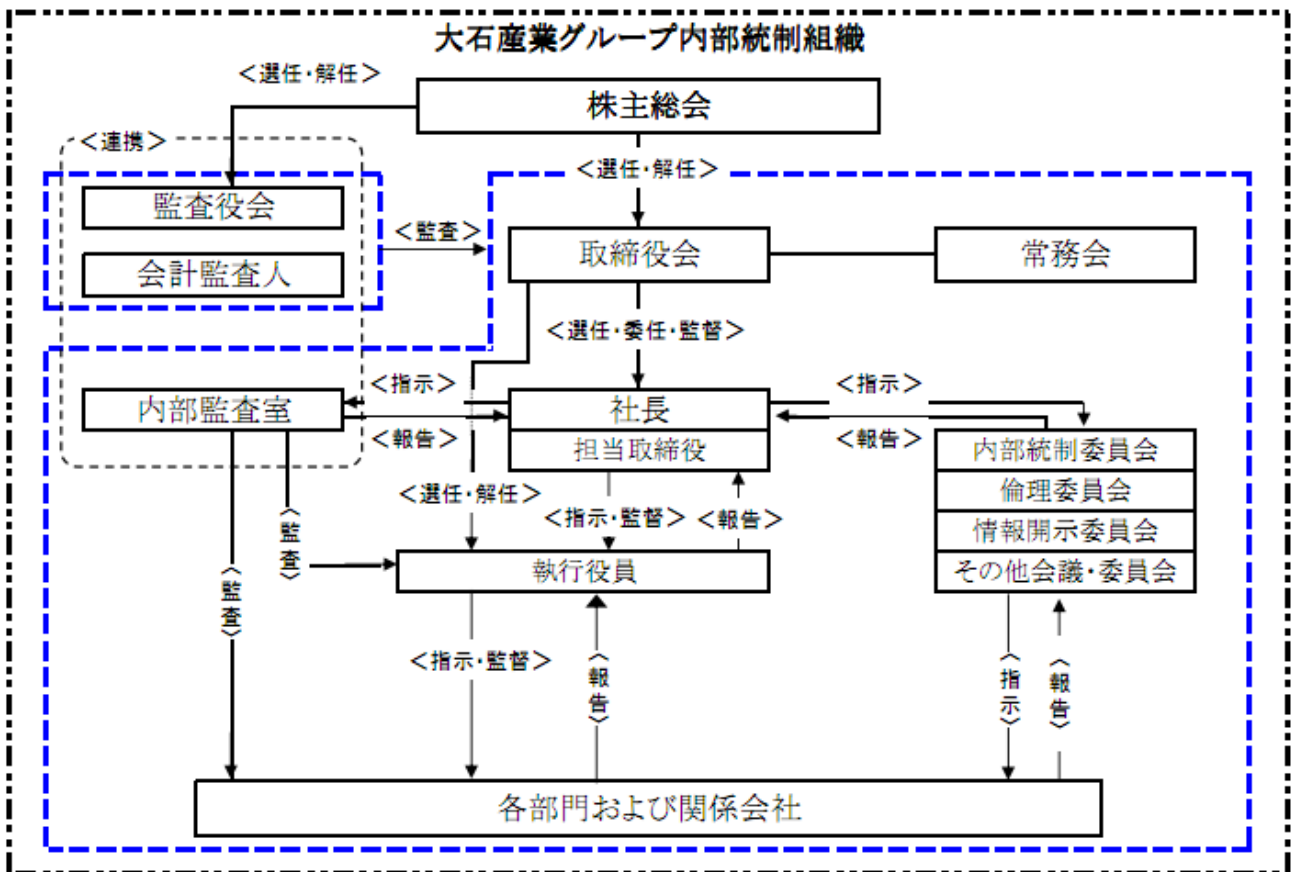 大石産業グループ内部統制組織
＜選任・解任＞
株主総会
＜連携＞
＜選任・解任＞
監査役会
＜監査＞
取締役会
常務会
会計監査人
＜選任・委任・監督＞
＜指示＞
＜指示＞
内部監査室
社長
＜報告＞
＜報告＞
担当取締役
内部統制委員会
倫理委員会
情報開示委員会
その他会議・委員会
＜選任・解任＞
＜指示・監督＞
＜報告＞
＜監査＞
執行役員
＜監査＞
＜指示・監督＞
＜報告＞
＜指示＞
＜報告＞
各部門および関係会社